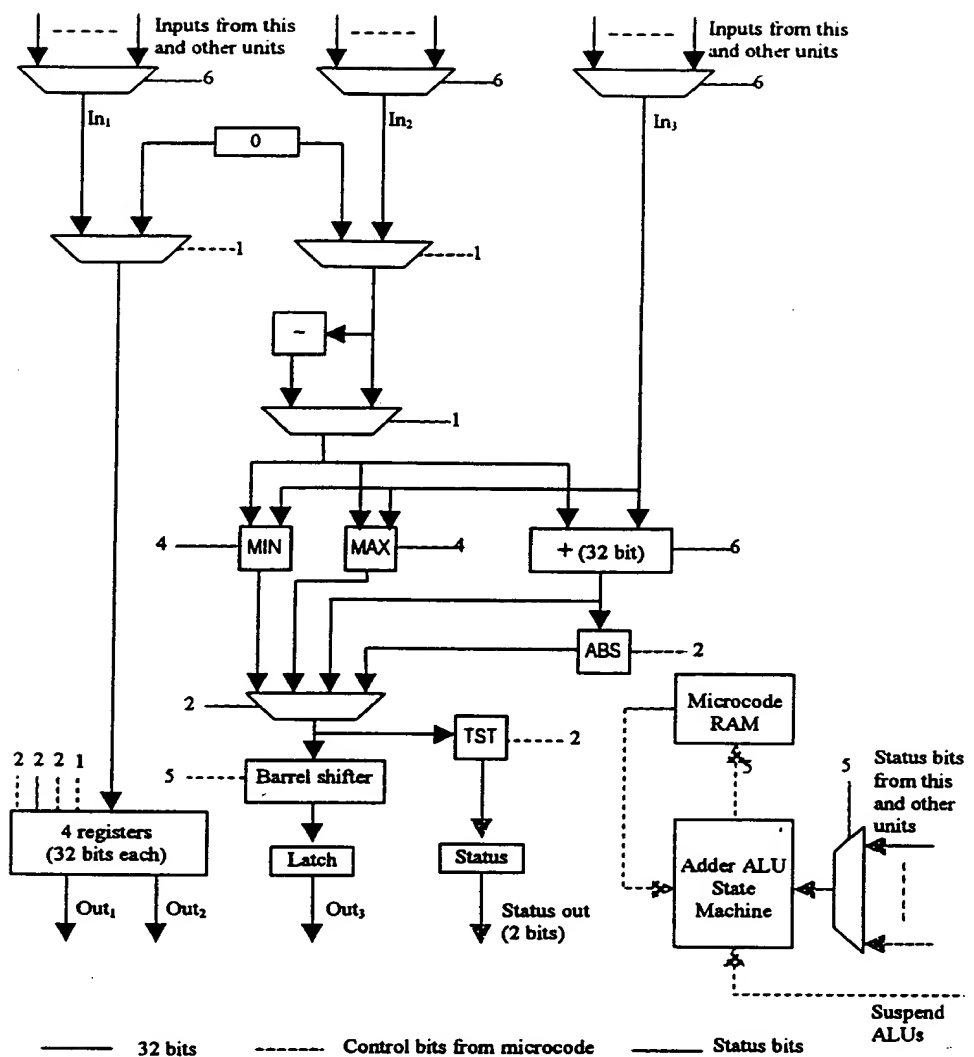 Inputs from this
and other units
Inputs from this
and other units
6
6
6
In₁
In₂
In₃
0
1
1
~
1
4
MIN
MAX
4
+ (32 bit)
6
ABS
2
2
TST
2
Microcode
RAM
5
5
Status bits
from this
and other
units
2 2 2 1
5
Barrel shifter
4 registers
(32 bits each)
Latch
Status
Adder ALU
State
Machine
Out₁
Out₂
Out₃
Status out
(2 bits)
Suspend
ALUs
32 bits
Control bits from microcode
Status bits